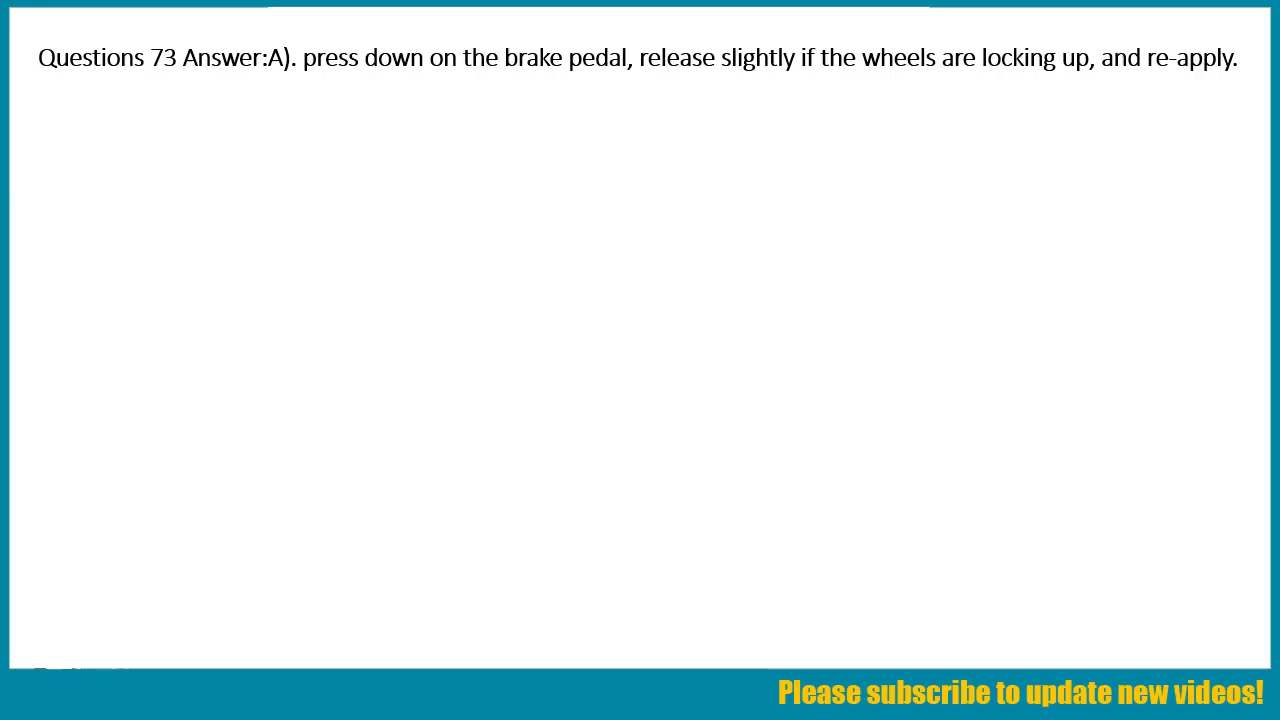 Questions 73 Answer:A). press down on the brake pedal, release slightly if the wheels are locking up, and re-apply.
Please subscribe to update new videos!